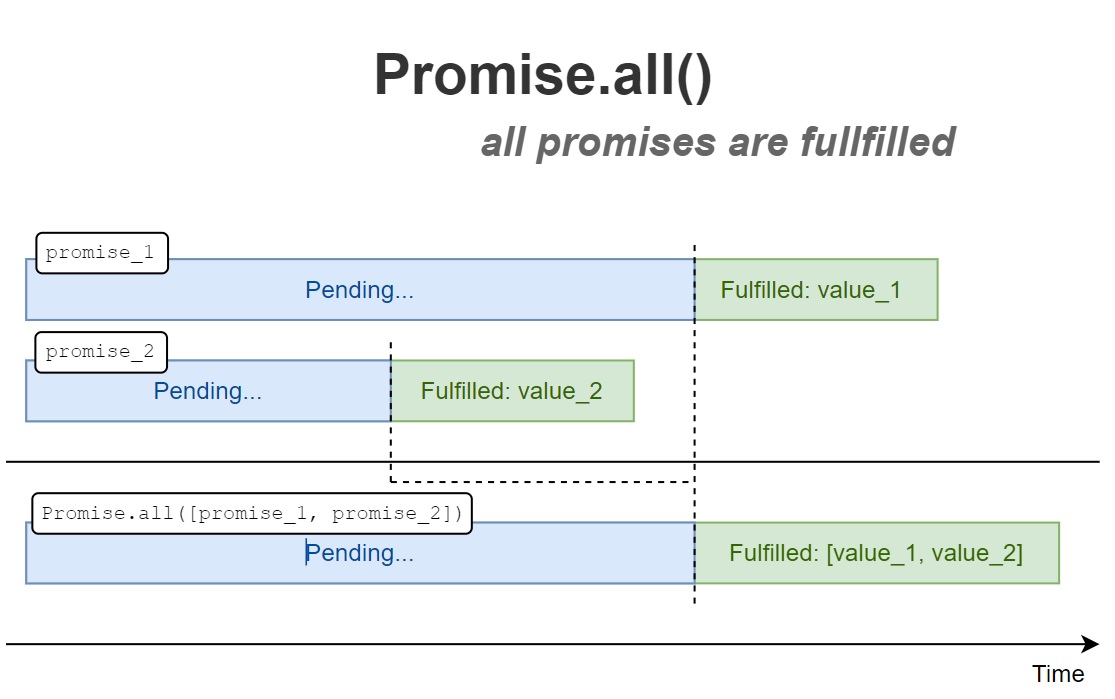 Promise.all()
all promises are fullfilled
promise_1
Pending...
Fulfilled: value_1
promise_2
Pending...
Fulfilled: value_2
Promise.all([promise_1, promise_2])
Pending...
Fulfilled: [value_1, value_2]
Time